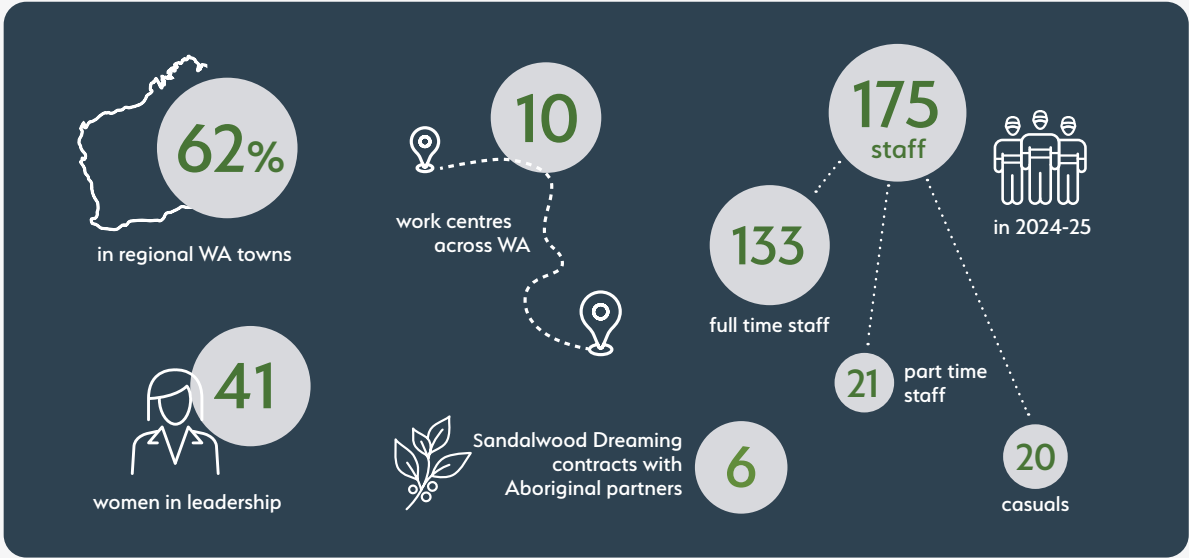 62%
in regional WA towns
10
work centres
across WA
175
staff
in 2024-25
133
full time staff
21
part time
staff
20
casuals
41
women in leadership
Sandalwood Dreaming
contracts with
Aboriginal partners
6